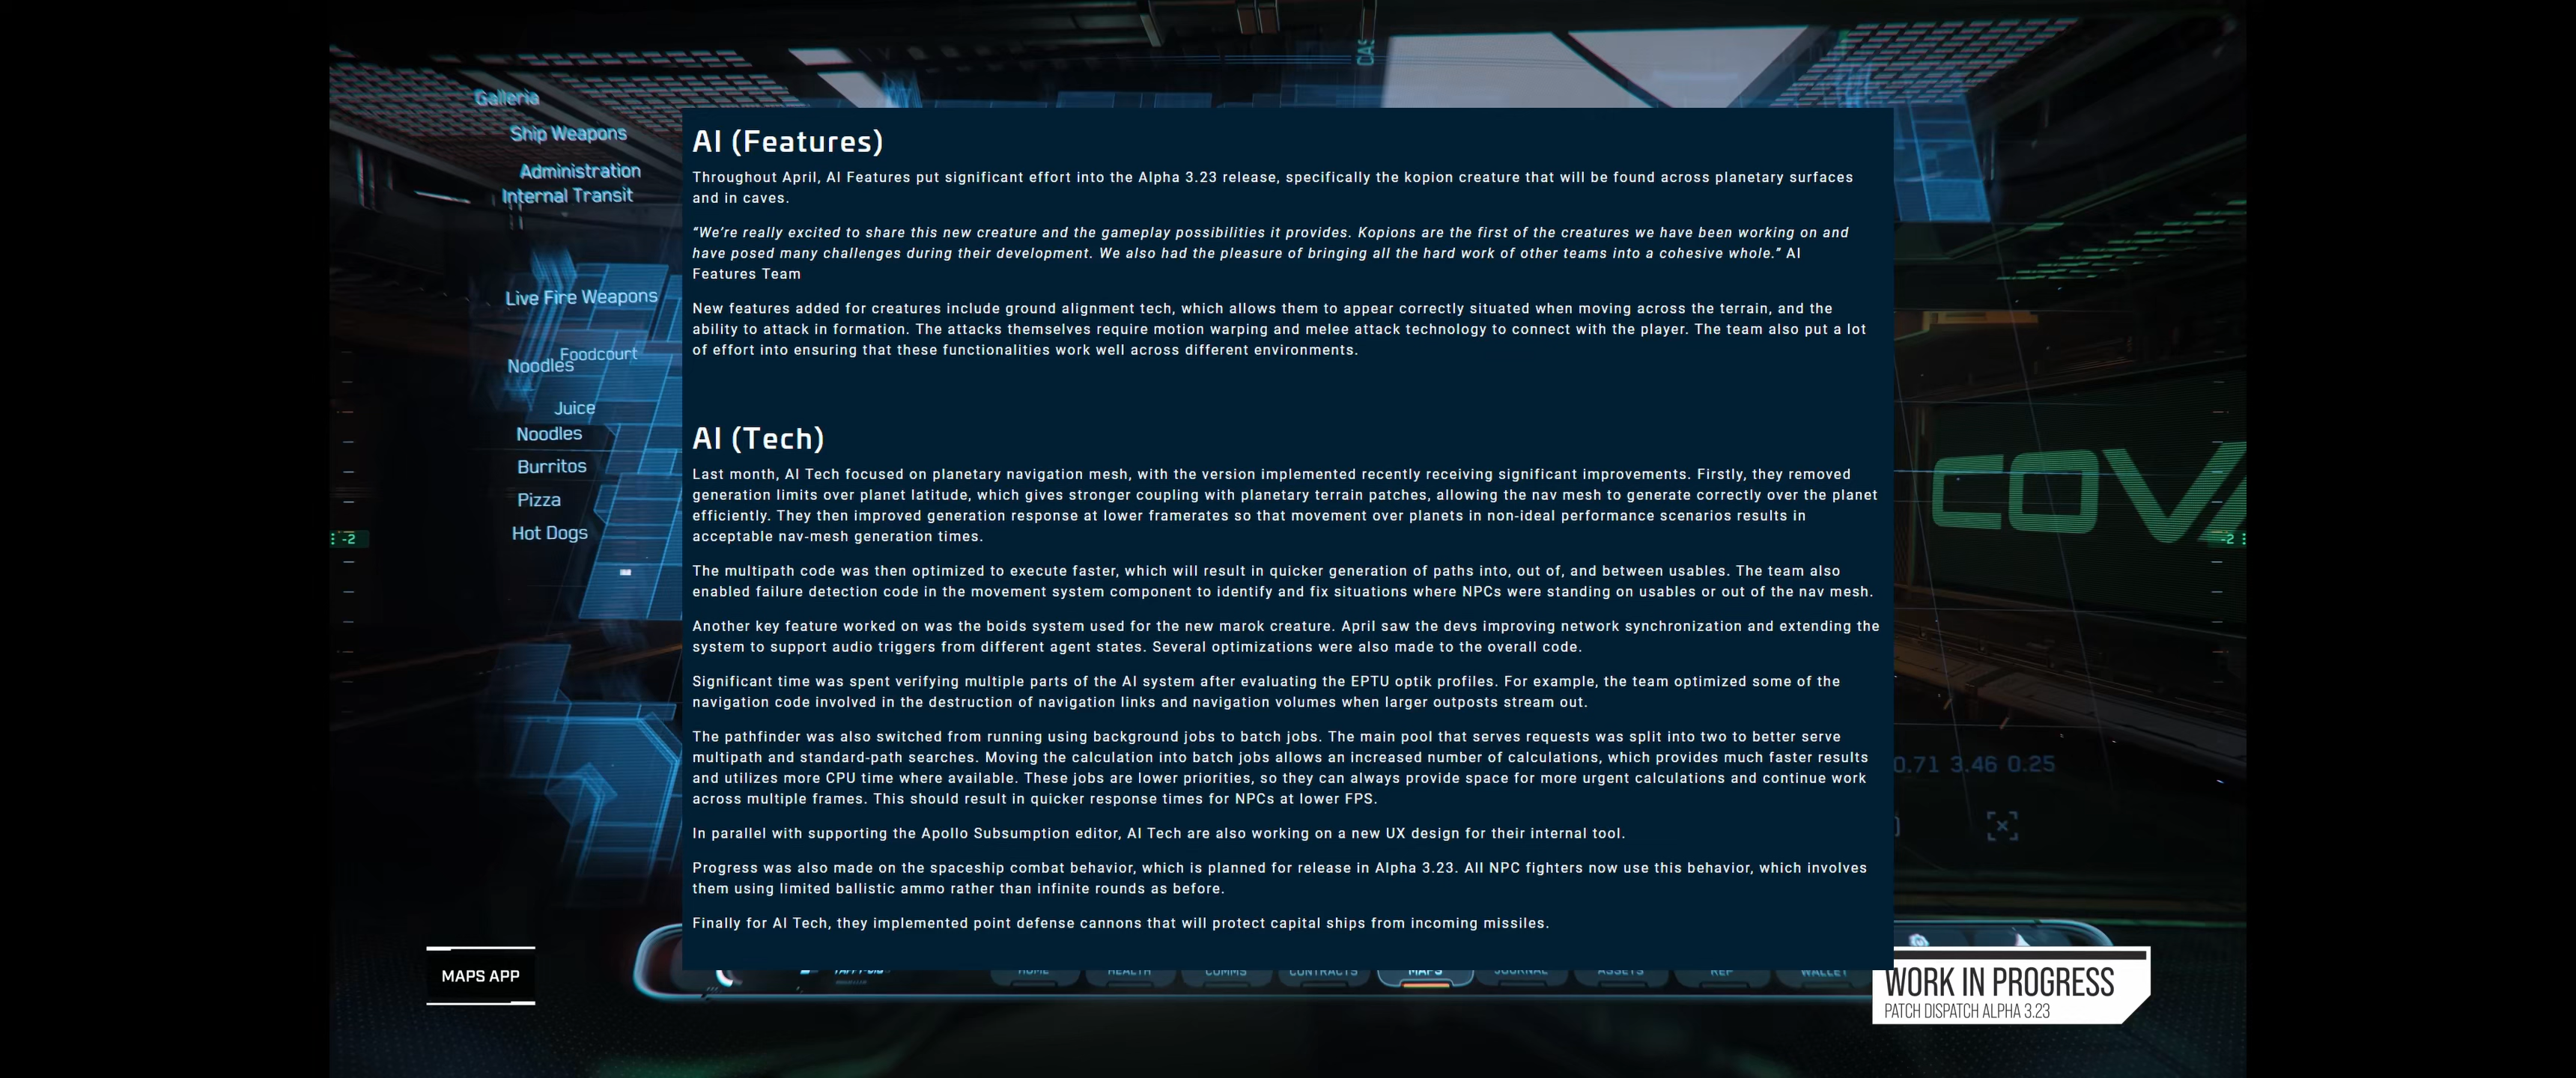 CAS
Galleria
Ship Weapons
Administration
Internal Transit
Live Fire Weapons
Foodcourt
Noodles
Juice
Noodles
Burritos
Pizza
Hot Dogs
-2
AI (Features)
Throughout April, AI Features put significant effort into the Alpha 3.23 release, specifically the kopion creature that will be found across planetary surfaces
and in caves.
“We’re really excited to share this new creature and the gameplay possibilities it provides. Kopions are the first of the creatures we have been working on and
have posed many challenges during their development. We also had the pleasure of bringing all the hard work of other teams into a cohesive whole.” AI
Features Team
New features added for creatures include ground alignment tech, which allows them to appear correctly situated when moving across the terrain, and the
ability to attack in formation. The attacks themselves require motion warping and melee attack technology to connect with the player. The team also put a lot
of effort into ensuring that these functionalities work well across different environments.
AI (Tech)
Last month, AI Tech focused on planetary navigation mesh, with the version implemented recently receiving significant improvements. Firstly, they removed
generation limits over planet latitude, which gives stronger coupling with planetary terrain patches, allowing the nav mesh to generate correctly over the planet
efficiently. They then improved generation response at lower framerates so that movement over planets in non-ideal performance scenarios results in
acceptable nav-mesh generation times.
The multipath code was then optimized to execute faster, which will result in quicker generation of paths into, out of, and between usables. The team also
enabled failure detection code in the movement system component to identify and fix situations where NPCs were standing on usables or out of the nav mesh.
Another key feature worked on was the boids system used for the new marok creature. April saw the devs improving network synchronization and extending the
system to support audio triggers from different agent states. Several optimizations were also made to the overall code.
Significant time was spent verifying multiple parts of the AI system after evaluating the EPTU optik profiles. For example, the team optimized some of the
navigation code involved in the destruction of navigation links and navigation volumes when larger outposts stream out.
The pathfinder was also switched from running using background jobs to batch jobs. The main pool that serves requests was split into two to better serve
multipath and standard-path searches. Moving the calculation into batch jobs allows an increased number of calculations, which provides much faster results
and utilizes more CPU time where available. These jobs are lower priorities, so they can always provide space for more urgent calculations and continue work
across multiple frames. This should result in quicker response times for NPCs at lower FPS.
In parallel with supporting the Apollo Subsumption editor, AI Tech are also working on a new UX design for their internal tool.
Progress was also made on the spaceship combat behavior, which is planned for release in Alpha 3.23. All NPC fighters now use this behavior, which involves
them using limited ballistic ammo rather than infinite rounds as before.
Finally for AI Tech, they implemented point defense cannons that will protect capital ships from incoming missiles.
COVA
-2
0.71 3.46 0.25
MAPS APP
HOME HEALTH COMMS CONTRACTS MAPS JOURNAL ASSETS REP WALLET
WORK IN PROGRESS
PATCH DISPATCH ALPHA 3.23